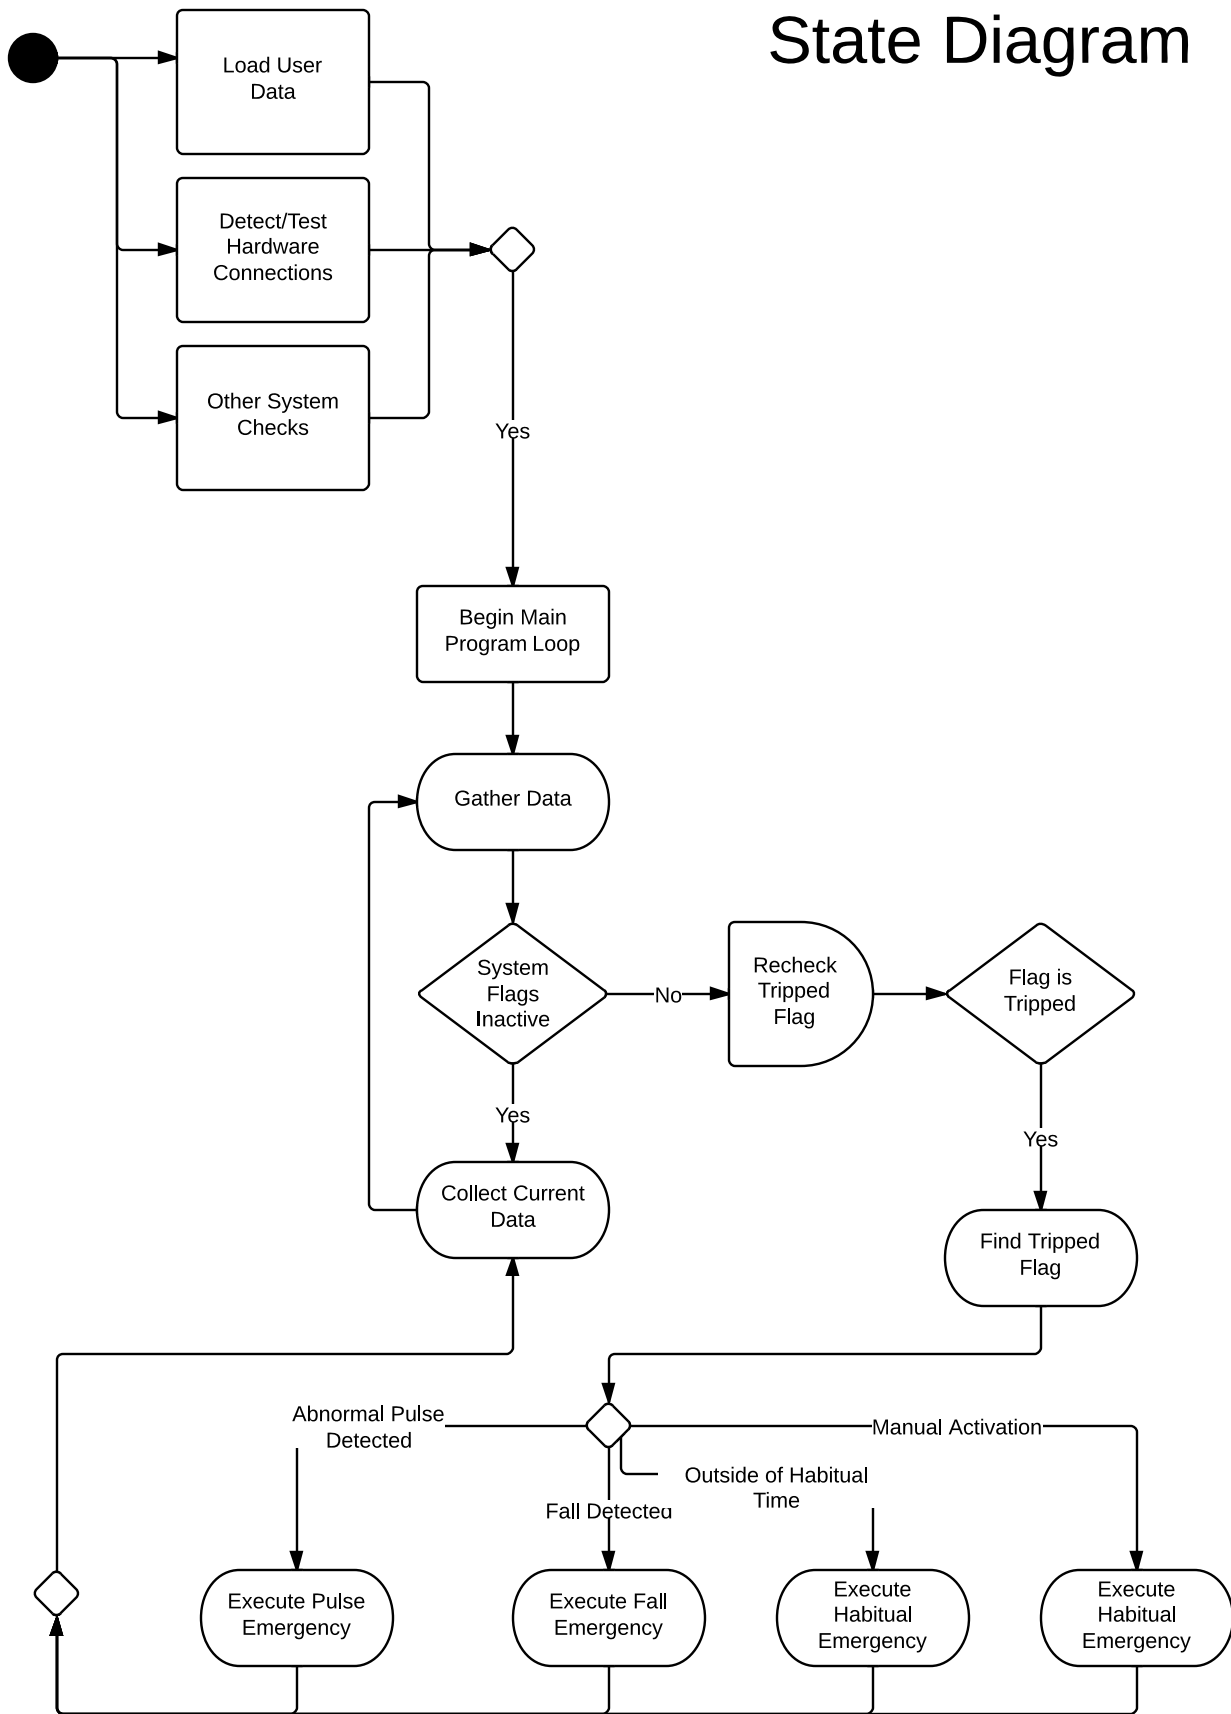 State Diagram
Load User
Data
Detect/Test
Hardware
Connections
Other System
Checks
Yes
Begin Main
Program Loop
Gather Data
System
Flags
Inactive
No
Recheck
Tripped
Flag
Flag is
Tripped
Yes
Yes
Collect Current
Data
Find Tripped
Flag
Abnormal Pulse
Detected
Manual Activation
Outside of Habitual
Time
Fall Detected
Execute Pulse
Emergency
Execute Fall
Emergency
Execute
Habitual
Emergency
Execute
Habitual
Emergency